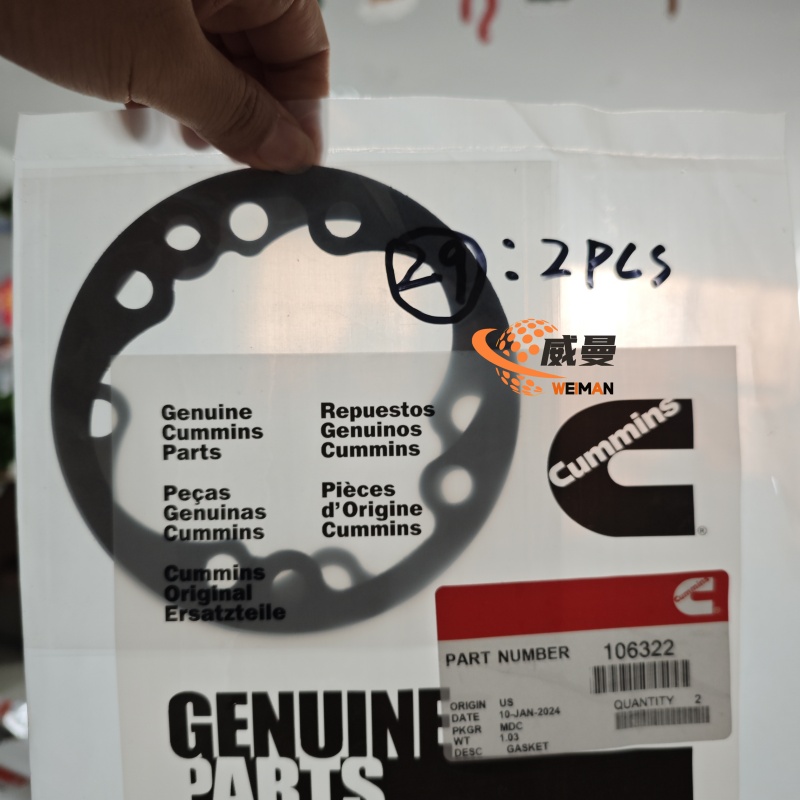 29 : 2PCS
威曼
WEIMAN
Genuine
Cummins
Parts
Repuestos
Genuinos
Cummins
Peças
Genuinas
Cummins
Pièces
d'Origine
Cummins
Cummins
Original
Ersatzteile
Cummins
®
PART NUMBER 106322
ORIGIN US
DATE 10-JAN-2024
PKGR MDC
WT 1.03
DESC GASKET
QUANTITY 2
GENUINE
PARTS